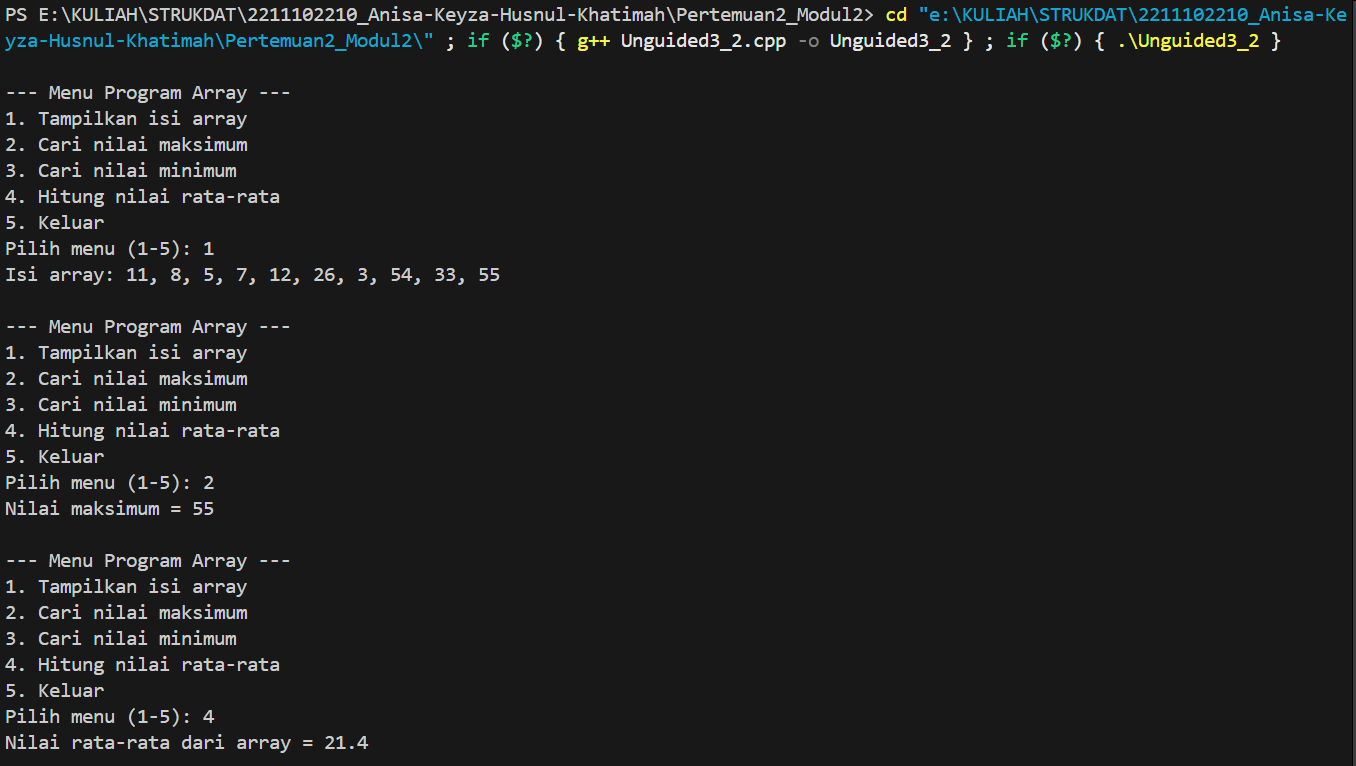 PS E:\KULIAH\STRUKDAT\2211102210_Anisa-Keyza-Husnul-Khatimah\Pertemuan2_Modul2> cd "e:\KULIAH\STRUKDAT\2211102210_Anisa-Ke
yza-Husnul-Khatimah\Pertemuan2_Modul2\" ; if ($?) { g++ Unguided3_2.cpp -o Unguided3_2 } ; if ($?) { .\Unguided3_2 }
--- Menu Program Array ---
1. Tampilkan isi array
2. Cari nilai maksimum
3. Cari nilai minimum
4. Hitung nilai rata-rata
5. Keluar
Pilih menu (1-5): 1
Isi array: 11, 8, 5, 7, 12, 26, 3, 54, 33, 55
--- Menu Program Array ---
1. Tampilkan isi array
2. Cari nilai maksimum
3. Cari nilai minimum
4. Hitung nilai rata-rata
5. Keluar
Pilih menu (1-5): 2
Nilai maksimum = 55
--- Menu Program Array ---
1. Tampilkan isi array
2. Cari nilai maksimum
3. Cari nilai minimum
4. Hitung nilai rata-rata
5. Keluar
Pilih menu (1-5): 4
Nilai rata-rata dari array = 21.4